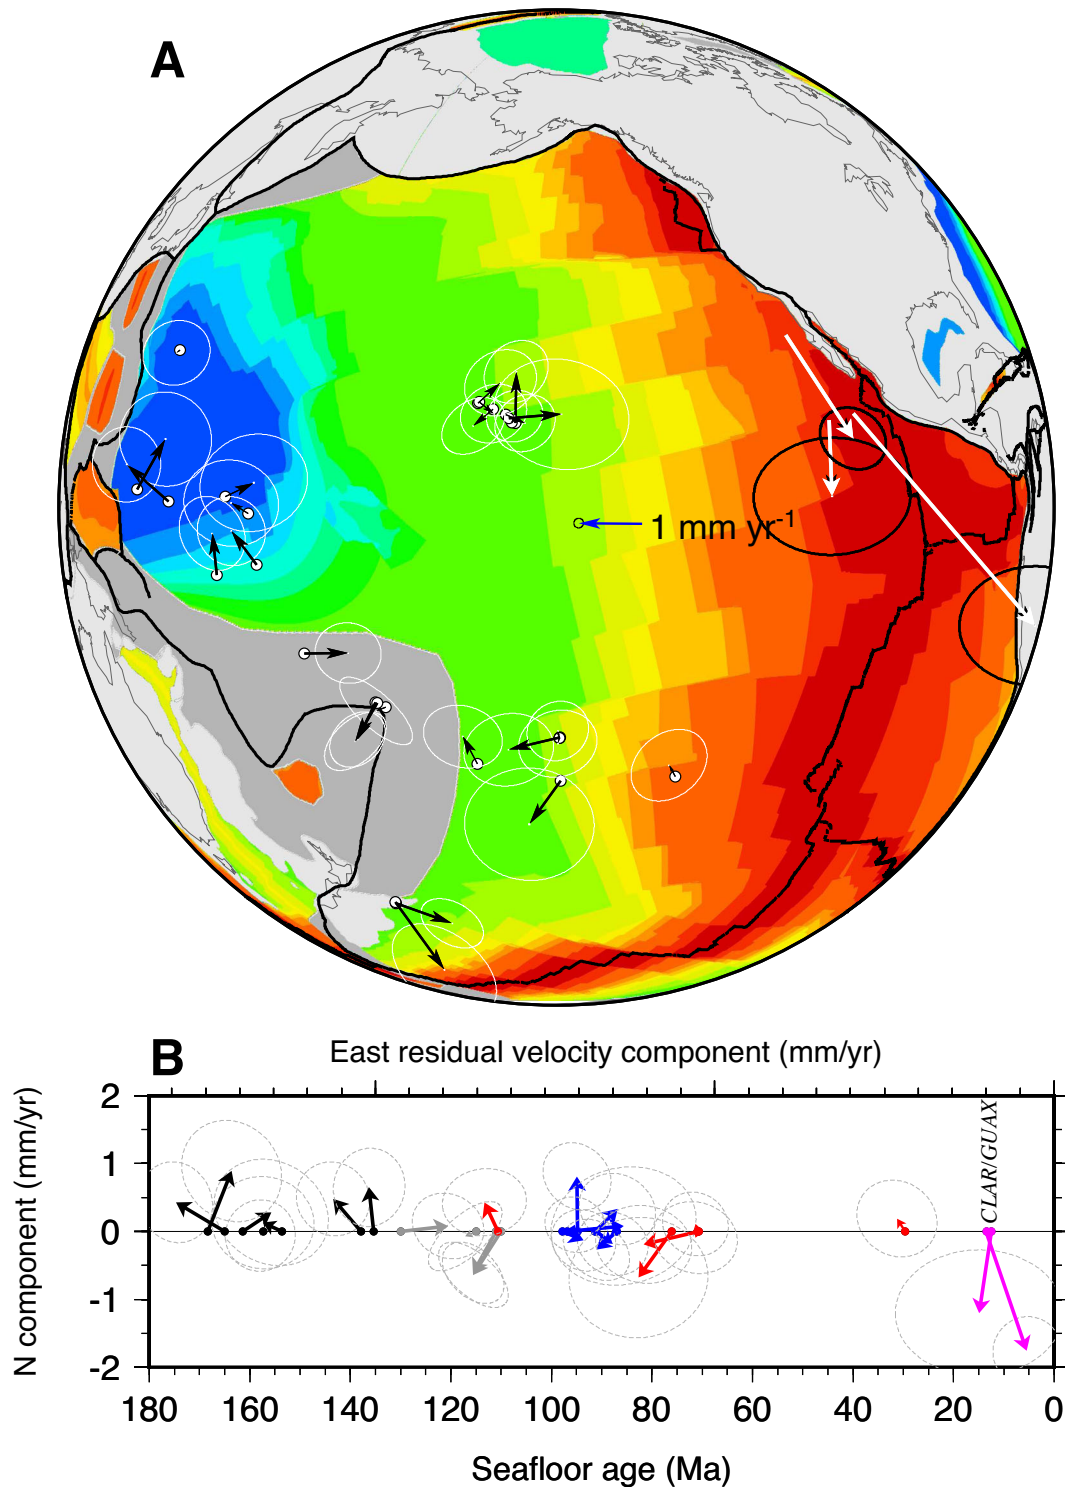 A
1 mm yr-1
B
East residual velocity component (mm/yr)
N component (mm/yr)
2
1
0
-1
-2
CLAR/GUAX
180 160 140 120 100 80 60 40 20 0
Seafloor age (Ma)